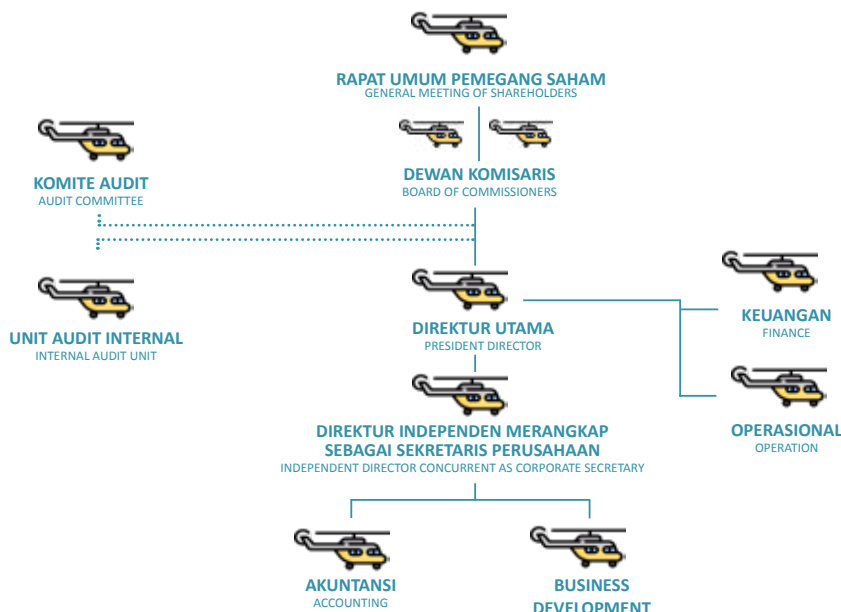 RAPAT UMUM PEMEGANG SAHAM
GENERAL MEETING OF SHAREHOLDERS
KOMITE AUDIT
AUDIT COMMITTEE
DEWAN KOMISARIS
BOARD OF COMMISSIONERS
UNIT AUDIT INTERNAL
INTERNAL AUDIT UNIT
DIREKTUR UTAMA
PRESIDENT DIRECTOR
KEUANGAN
FINANCE
OPERASIONAL
OPERATION
DIREKTUR INDEPENDEN MERANGKAP
SEBAGAI SEKRETARIS PERUSAHAAN
INDEPENDENT DIRECTOR CONCURRENT AS CORPORATE SECRETARY
AKUNTANSI
ACCOUNTING
BUSINESS
DEVELOPMENT